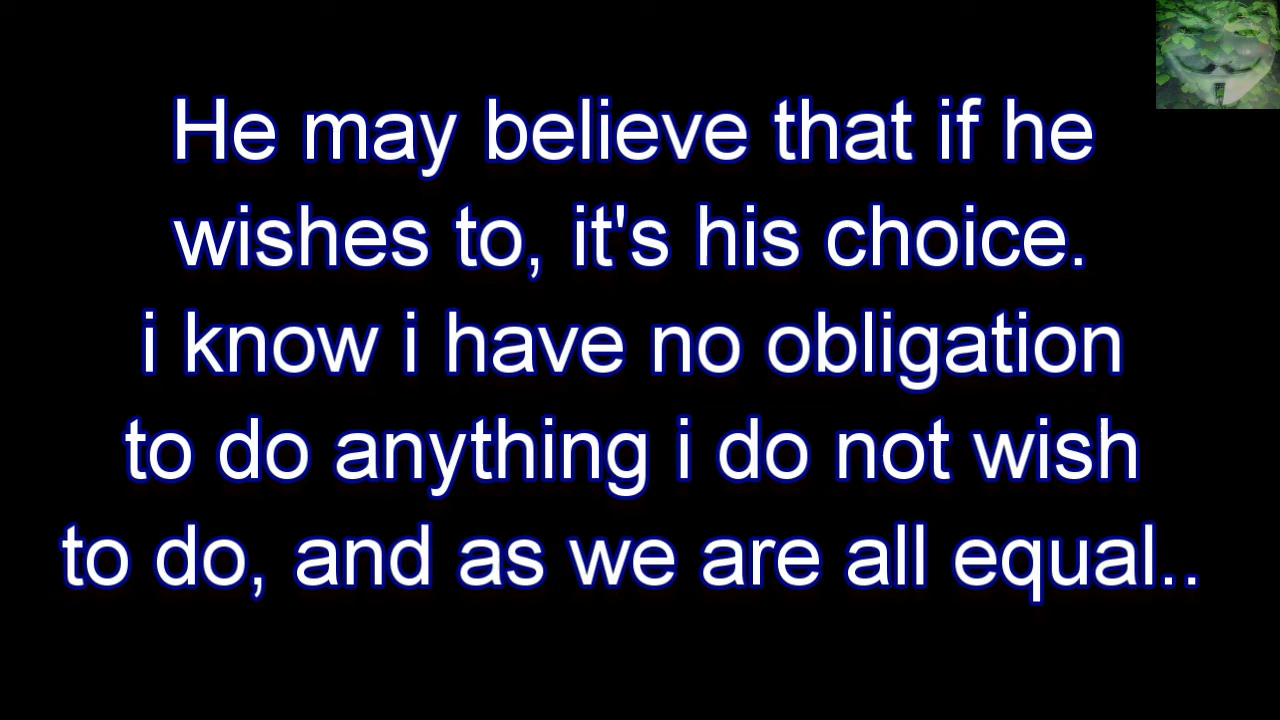 He may believe that if he
wishes to, it's his choice.
i know i have no obligation
to do anything i do not wish
to do, and as we are all equal..